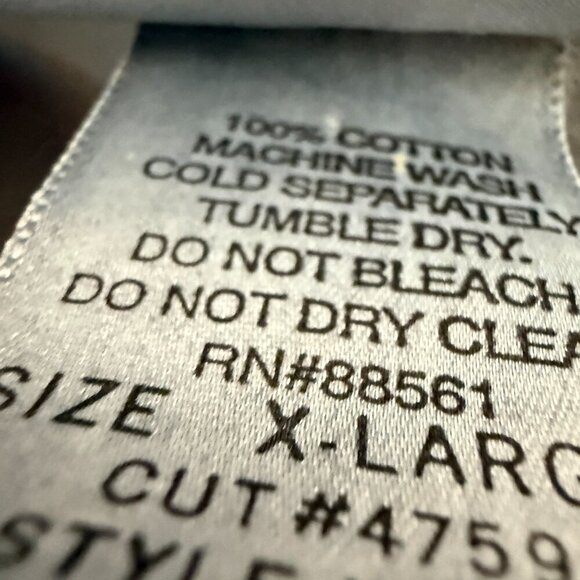 100% COTTON
MACHINE WASH
COLD SEPARATELY
TUMBLE DRY.
DO NOT BLEACH
DO NOT DRY CLEA
RN#88561
SIZE X-LARG
CUT #4759
STYLE